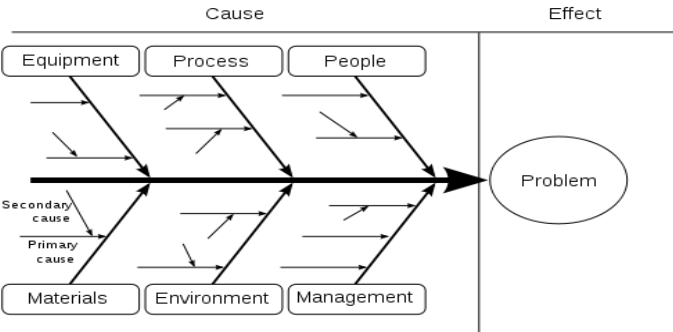 Cause
Effect
Equipment
Process
People
Problem
Secondary
cause
Primary
cause
Materials
Environment
Management